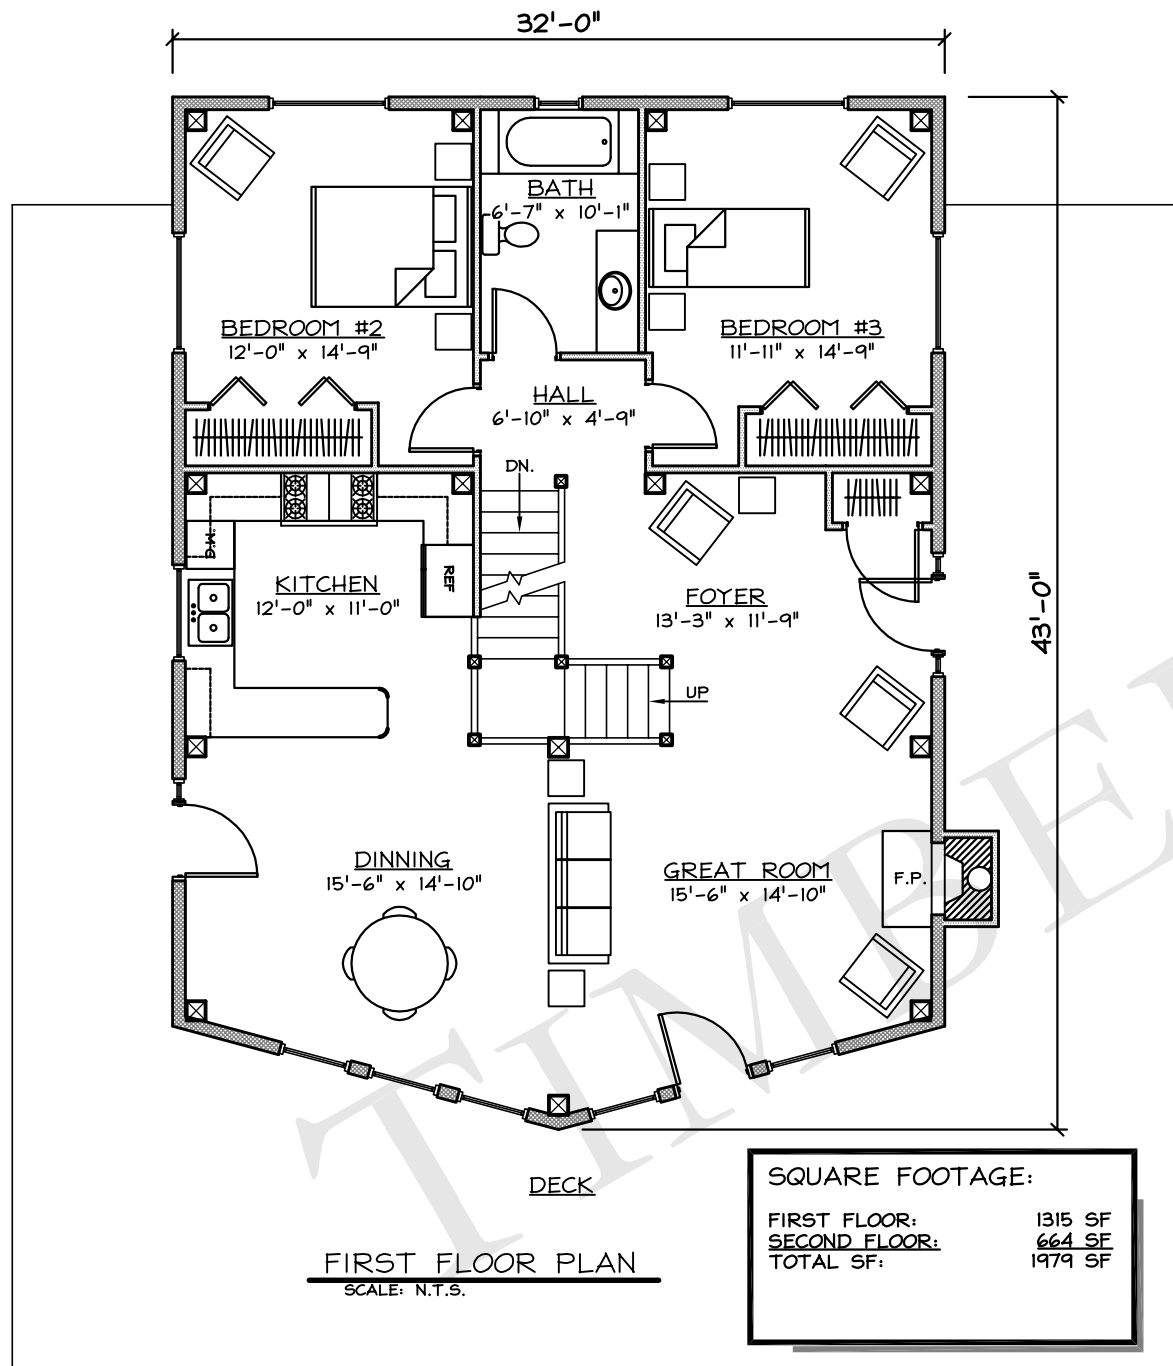 32'-0"
BATH
6'-7" x 10'-1"
BEDROOM #2
12'-0" x 14'-9"
BEDROOM #3
11'-11" x 14'-9"
HALL
6'-10" x 4'-9"
DN.
M'G
REF
KITCHEN
12'-0" x 11'-0"
FOYER
13'-3" x 11'-9"
43'-0"
UP
DINNING
15'-6" x 14'-10"
GREAT ROOM
15'-6" x 14'-10"
F.P.
TIMBE
DECK
SQUARE FOOTAGE:
FIRST FLOOR: 1315 SF
SECOND FLOOR: 664 SF
TOTAL SF: 1979 SF
FIRST FLOOR PLAN
SCALE: N.T.S.